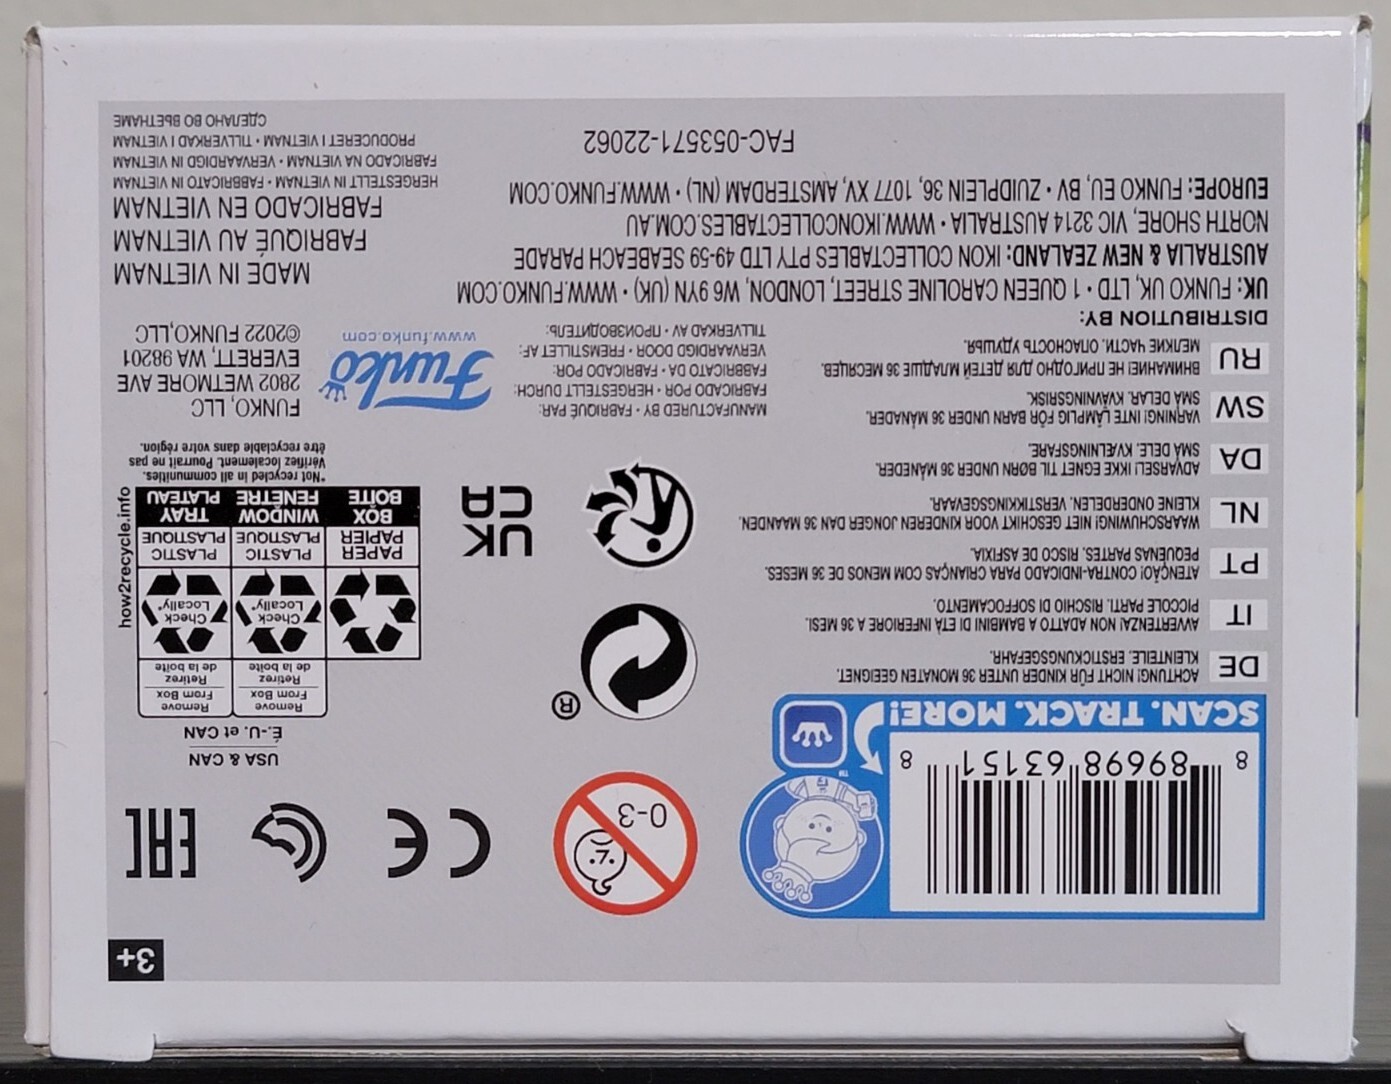 3+
8 89698 63151 8
SCAN. TRACK. MORE!
™
0-3
CE
EAC
®
USA & CAN
É.-U. et CAN
Remove
From Box
Retirez
de la boîte
Remove
From Box
Retirez
de la boîte
Check
Locally*
Check
Locally*
PAPER
PAPIER
PLASTIC
PLASTIQUE
PLASTIC
PLASTIQUE
BOX
BOÎTE
WINDOW
FENÊTRE
TRAY
PLATEAU
how2recycle.info
*Not recycled in all communities.
Vérifiez localement. Pourrait ne pas
être recyclable dans votre région.
UK
CA
DE
ACHTUNG! NICHT FÜR KINDER UNTER 36 MONATEN GEEIGNET.
KLEINTEILE. ERSTICKUNGSGEFAHR.
IT
AVVERTENZA! NON ADATTO A BAMBINI DI ETÀ INFERIORE A 36 MESI.
PICCOLE PARTI. RISCHIO DI SOFFOCAMENTO.
PT
ATENÇÃO! CONTRA-INDICADO PARA CRIANÇAS COM MENOS DE 36 MESES.
PEQUENAS PARTES. RISCO DE ASFIXIA.
NL
WAARSCHUWING! NIET GESCHIKT VOOR KINDEREN JONGER DAN 36 MAANDEN.
KLEINE ONDERDELEN. VERSTIKKINGSGEVAAR.
DA
ADVARSEL! IKKE EGNET TIL BØRN UNDER 36 MÅNEDER.
SMÅ DELE. KVÆLNINGSFARE.
SW
VARNING! INTE LÄMPLIG FÖR BARN UNDER 36 MÅNADER.
SMÅ DELAR. KVÄVNINGSRISK.
RU
ВНИМАНИЕ! НЕ ПРИГОДНО ДЛЯ ДЕТЕЙ МЛАДШЕ 36 МЕСЯЦЕВ.
МЕЛКИЕ ЧАСТИ. ОПАСНОСТЬ УДУШЬЯ.
MANUFACTURED BY • FABRIQUÉ PAR:
FABRICADO POR • HERGESTELLT DURCH:
FABBRICATO DA • FABRICADO POR:
VERVAARDIGD DOOR • FREMSTILLET AF:
TILLVERKAD AV • ПРОИЗВОДИТЕЛЬ:
Funko
www.funko.com
FUNKO, LLC
2802 WETMORE AVE
EVERETT, WA 98201
©2022 FUNKO,LLC
DISTRIBUTION BY:
UK: FUNKO UK, LTD • 1 QUEEN CAROLINE STREET, LONDON, W6 9YN (UK) • WWW.FUNKO.COM
AUSTRALIA & NEW ZEALAND: IKON COLLECTABLES PTY LTD 49-59 SEABEACH PARADE
NORTH SHORE, VIC 3214 AUSTRALIA • WWW.IKONCOLLECTABLES.COM.AU
EUROPE: FUNKO EU, BV • ZUIDPLEIN 36, 1077 XV, AMSTERDAM (NL) • WWW.FUNKO.COM
FAC-053571-22062
MADE IN VIETNAM
FABRIQUÉ AU VIETNAM
FABRICADO EN VIETNAM
HERGESTELLT IN VIETNAM • FABBRICATO IN VIETNAM
FABRICADO NA VIETNAM • VERVAARDIGD IN VIETNAM
PRODUCERET I VIETNAM • TILLVERKAD I VIETNAM
СДЕЛАНО ВО ВЬЕТНАМЕ